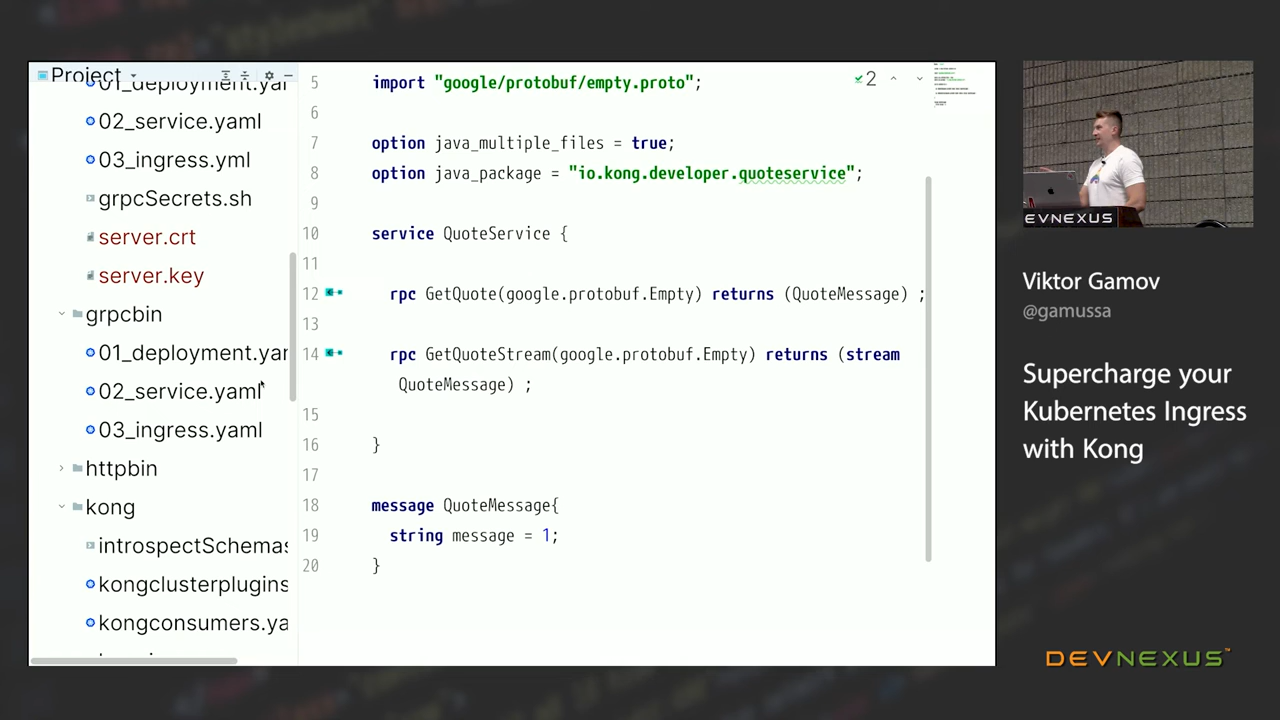 Project
01_deployment.yar
02_service.yaml
03_ingress.yml
grpcSecrets.sh
server.crt
server.key
grpcbin
01_deployment.yar
02_service.yaml
03_ingress.yaml
httpbin
kong
introspectSchemas
kongclusterplugins
kongconsumers.ya
2
5 import "google/protobuf/empty.proto";
6
7 option java_multiple_files = true;
8 option java_package = "io.kong.developer.quoteservice";
9
10 service QuoteService {
11
12 rpc GetQuote(google.protobuf.Empty) returns (QuoteMessage) ;
13
14 rpc GetQuoteStream(google.protobuf.Empty) returns (stream
QuoteMessage) ;
15
16 }
17
18 message QuoteMessage{
19 string message = 1;
20 }
EVNEXUS
Viktor Gamov
@gamussa
Supercharge your
Kubernetes Ingress
with Kong
DEVNEXUS™